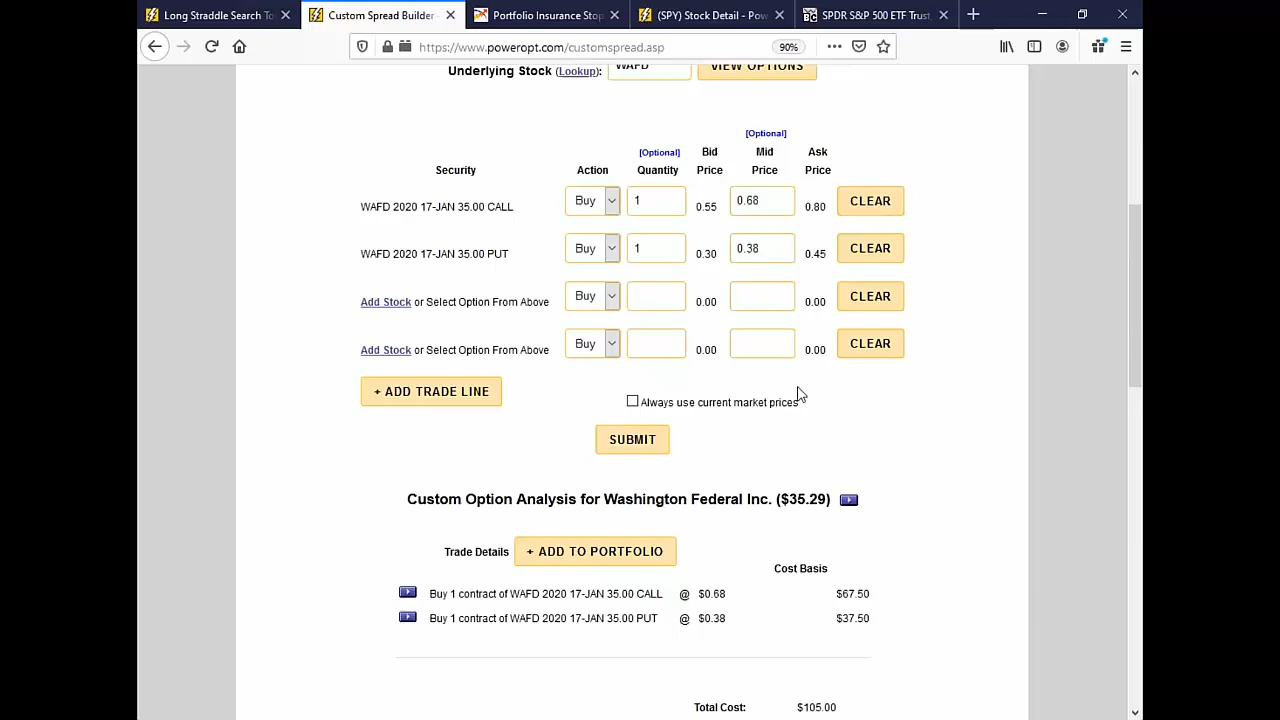 Long Straddle Search To
Custom Spread Builder -
Portfolio Insurance Stop
(SPY) Stock Detail - Pow
SPDR S&P 500 ETF Trust
https://www.poweropt.com/customspread.asp
90%
Underlying Stock (Lookup): WAFD VIEW OPTIONS
[Optional]
[Optional] Bid Mid Ask
Security Action Quantity Price Price Price
WAFD 2020 17-JAN 35.00 CALL Buy 1 0.55 0.68 0.80 CLEAR
WAFD 2020 17-JAN 35.00 PUT Buy 1 0.30 0.38 0.45 CLEAR
Add Stock or Select Option From Above Buy 0.00 0.00 CLEAR
Add Stock or Select Option From Above Buy 0.00 0.00 CLEAR
+ ADD TRADE LINE
Always use current market prices
SUBMIT
Custom Option Analysis for Washington Federal Inc. ($35.29)
Trade Details + ADD TO PORTFOLIO
Cost Basis
Buy 1 contract of WAFD 2020 17-JAN 35.00 CALL @ $0.68 $67.50
Buy 1 contract of WAFD 2020 17-JAN 35.00 PUT @ $0.38 $37.50
Total Cost: $105.00